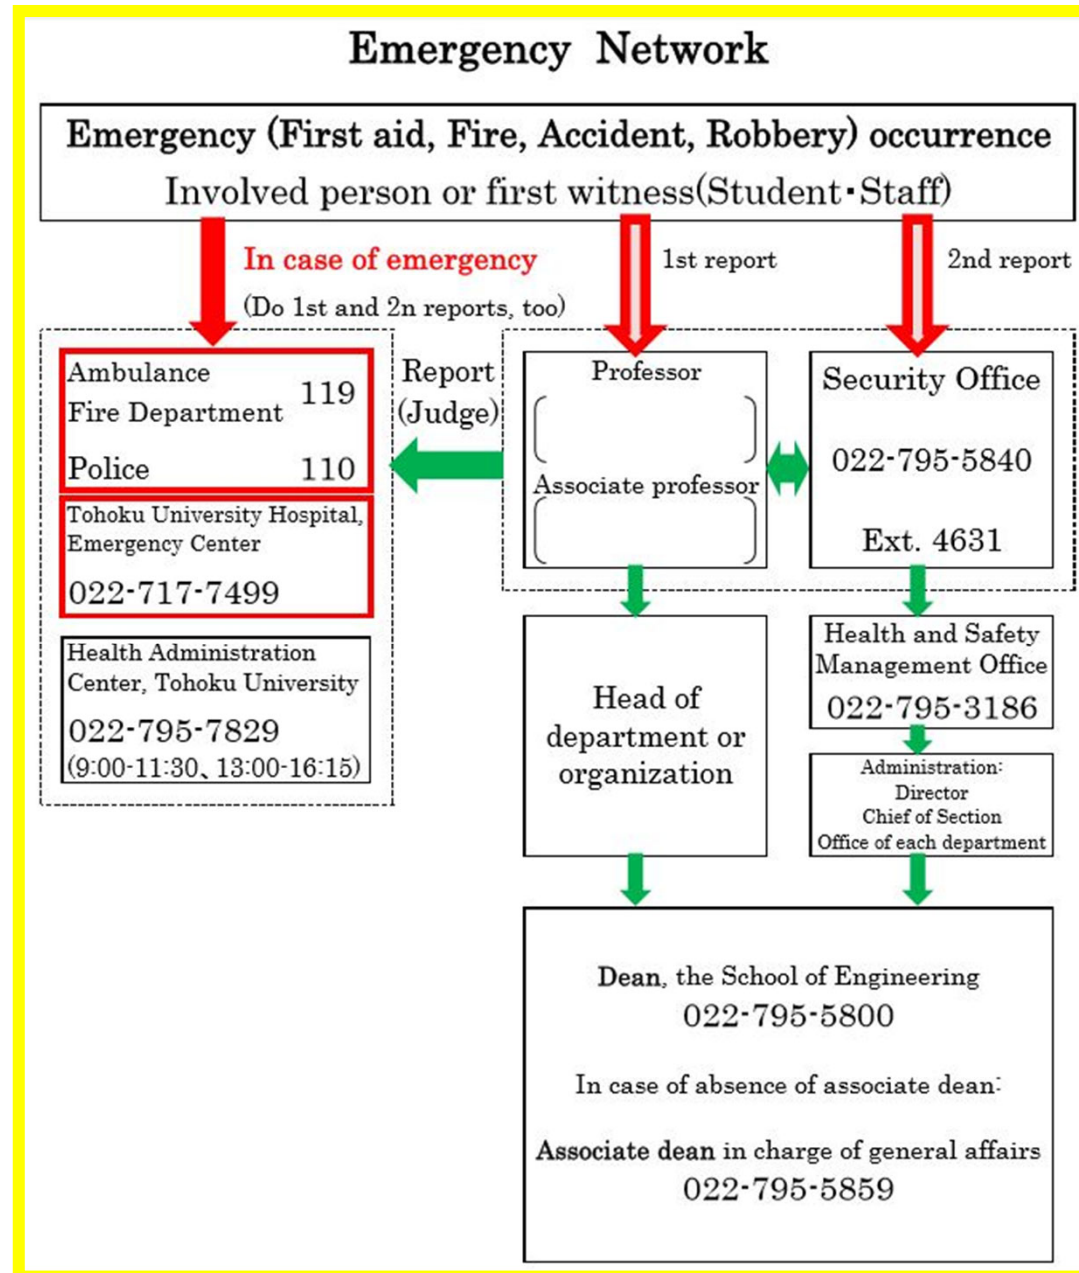 Emergency Network
Emergency (First aid, Fire, Accident, Robbery) occurrence
Involved person or first witness(Student・Staff)
In case of emergency
(Do 1st and 2n reports, too)
1st report
2nd report
Ambulance
Fire Department
119
Police
110
Tohoku University Hospital,
Emergency Center
022-717-7499
Health Administration
Center, Tohoku University
022-795-7829
(9:00-11:30、13:00-16:15)
Report
(Judge)
Professor
Associate professor
Security Office
022-795-5840
Ext. 4631
Head of
department or
organization
Health and Safety
Management Office
022-795-3186
Administration:
Director
Chief of Section
Office of each department
Dean, the School of Engineering
022-795-5800
In case of absence of associate dean:
Associate dean in charge of general affairs
022-795-5859